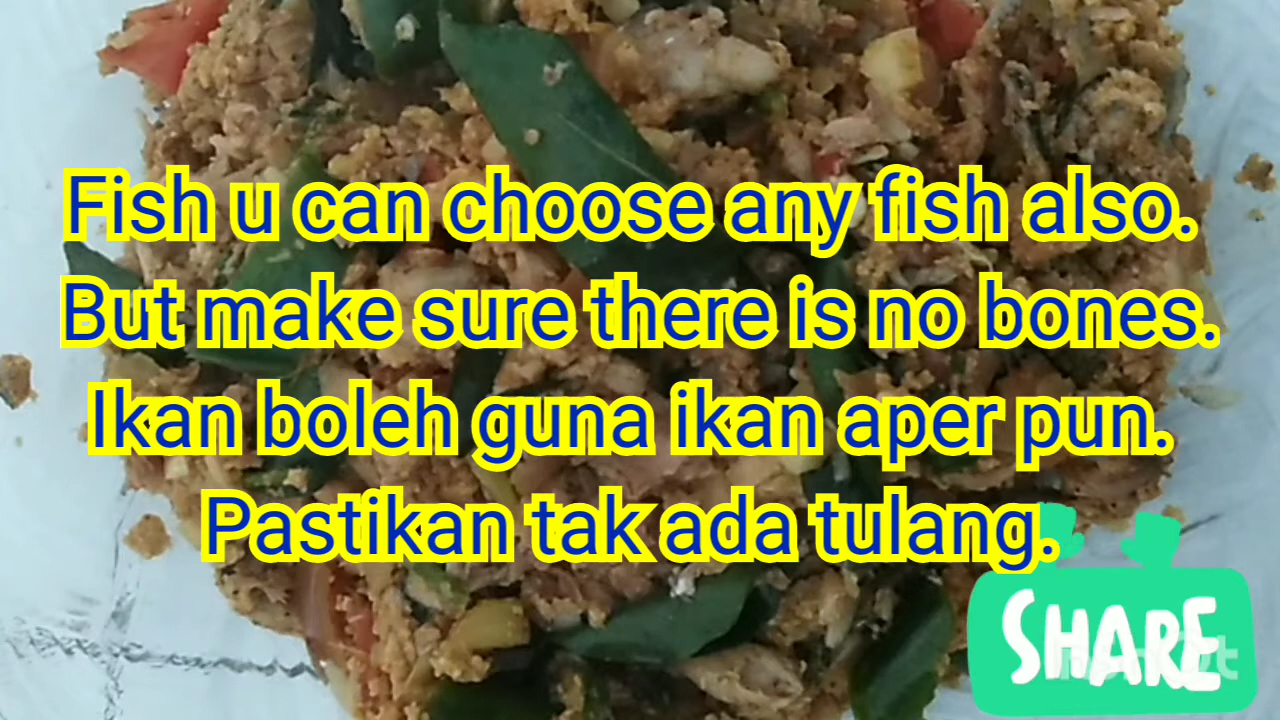 Fish u can choose any fish also.
But make sure there is no bones.
Ikan boleh guna ikan aper pun.
Pastikan tak ada tulang.
SHARE